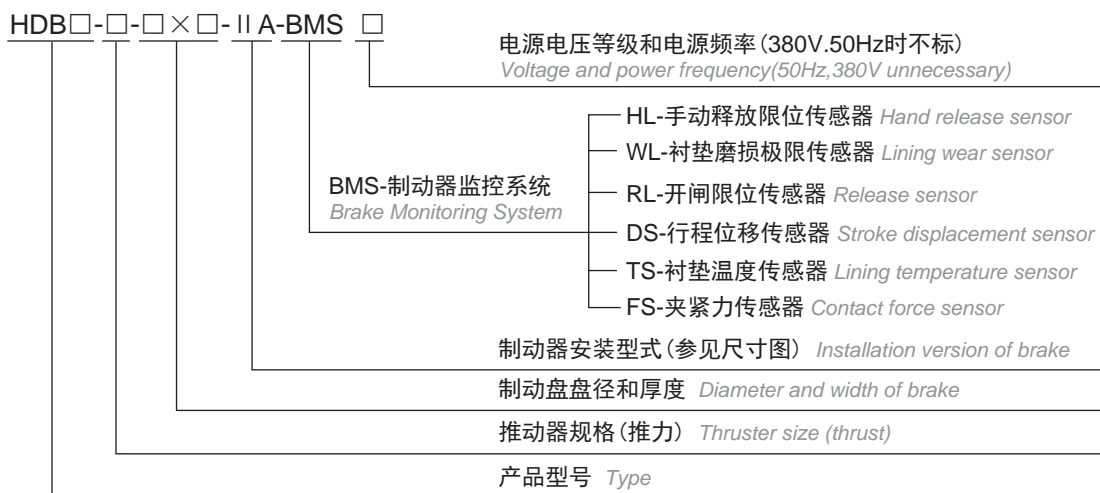 HDB□-□-□×□-ⅡA-BMS □
电源电压等级和电源频率(380V.50Hz时不标)
Voltage and power frequency(50Hz,380V unnecessary)
HL-手动释放限位传感器 Hand release sensor
WL-衬垫磨损极限传感器 Lining wear sensor
BMS-制动器监控系统
Brake Monitoring System
RL-开闸限位传感器 Release sensor
DS-行程位移传感器 Stroke displacement sensor
TS-衬垫温度传感器 Lining temperature sensor
FS-夹紧力传感器 Contact force sensor
制动器安装型式(参见尺寸图) Installation version of brake
制动盘盘径和厚度 Diameter and width of brake
推动器规格(推力) Thruster size (thrust)
产品型号 Type